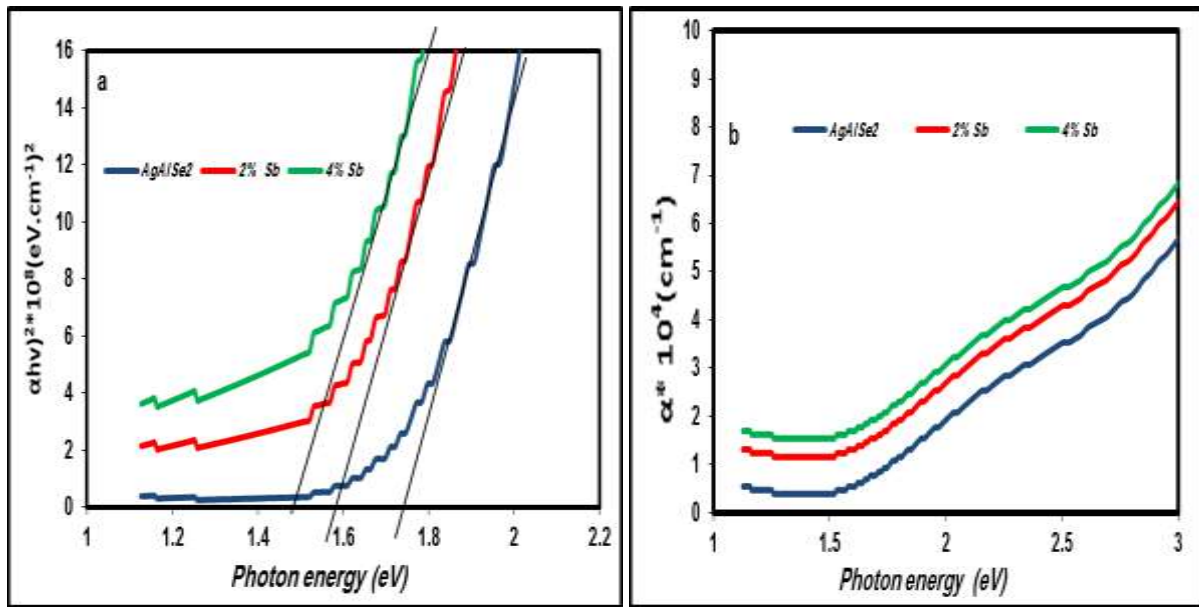 a
AgAlSe2 2% Sb 4% Sb
αhν)²*10⁸(eV.cm⁻¹)²
16
14
12
10
8
6
4
2
0
1 1.2 1.4 1.6 1.8 2 2.2
Photon energy (eV)
b
AgAlSe2 2% Sb 4% Sb
α* 10⁴(cm⁻¹)
10
9
8
7
6
5
4
3
2
1
0
1 1.5 2 2.5 3
Photon energy (eV)